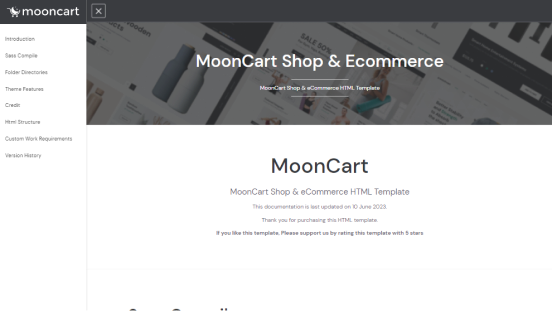 mooncart
Introduction
Sass Compile
Folder Directories
Theme Features
Credit
Html Structure
Custom Work Requirements
Version History
MoonCart Shop & Ecommerce
MoonCart Shop & eCommerce HTML Template
MoonCart
MoonCart Shop & eCommerce HTML Template
This documentation is last updated on 10 June 2023.
Thank you for purchasing this HTML template.
If you like this template. Please support us by rating this template with 5 stars